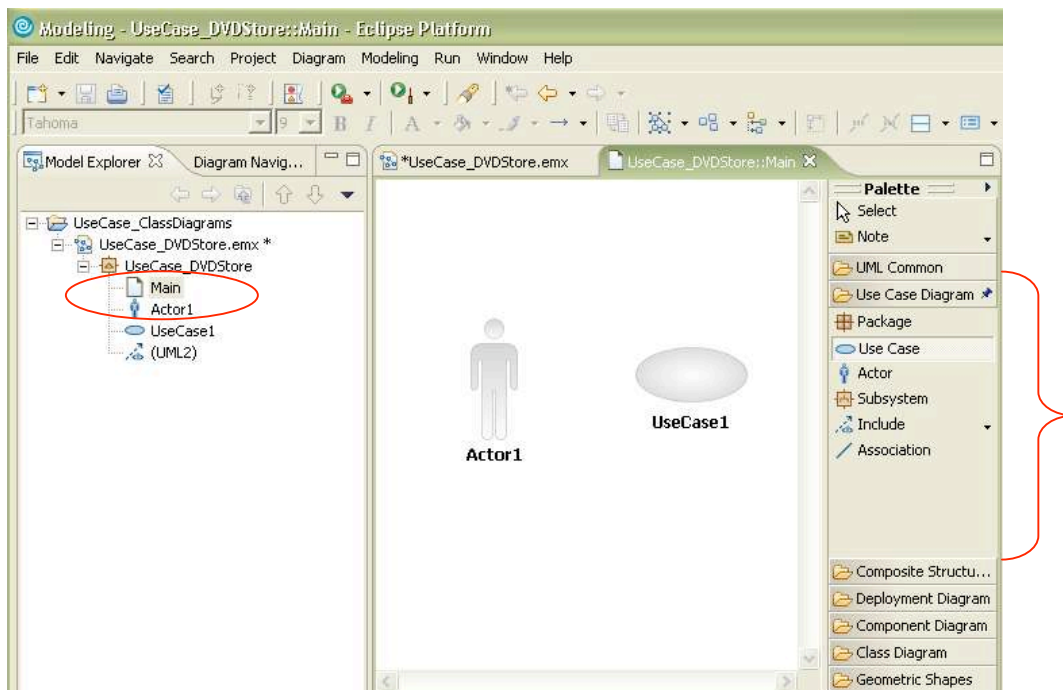 Modeling - UseCase_DVDStore::Main - Eclipse Platform
File Edit Navigate Search Project Diagram Modeling Run Window Help
Tahoma 9 B I A
Model Explorer Diagram Navig...
*UseCase_DVDStore.emx UseCase_DVDStore::Main
UseCase_ClassDiagrams
UseCase_DVDStore.emx *
UseCase_DVDStore
Main
Actor1
UseCase1
(UML2)
Actor1
UseCase1
Palette
Select
Note
UML Common
Use Case Diagram
Package
Use Case
Actor
Subsystem
Include
Association
Composite Structu...
Deployment Diagram
Component Diagram
Class Diagram
Geometric Shapes